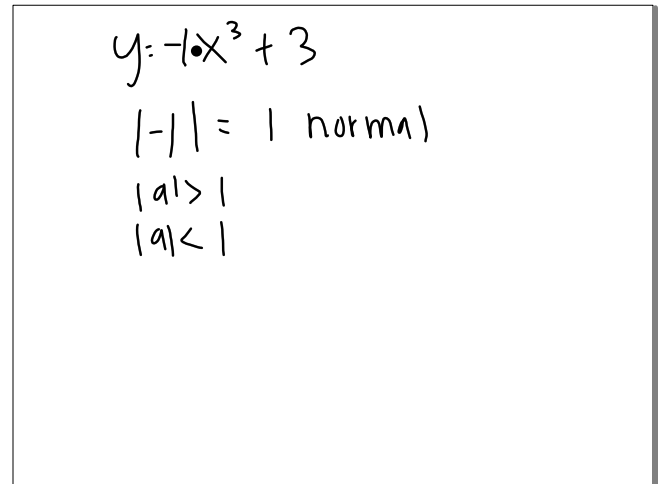 y=-1•x³+3
|-1| = 1 normal
|a|>1
|a|<1